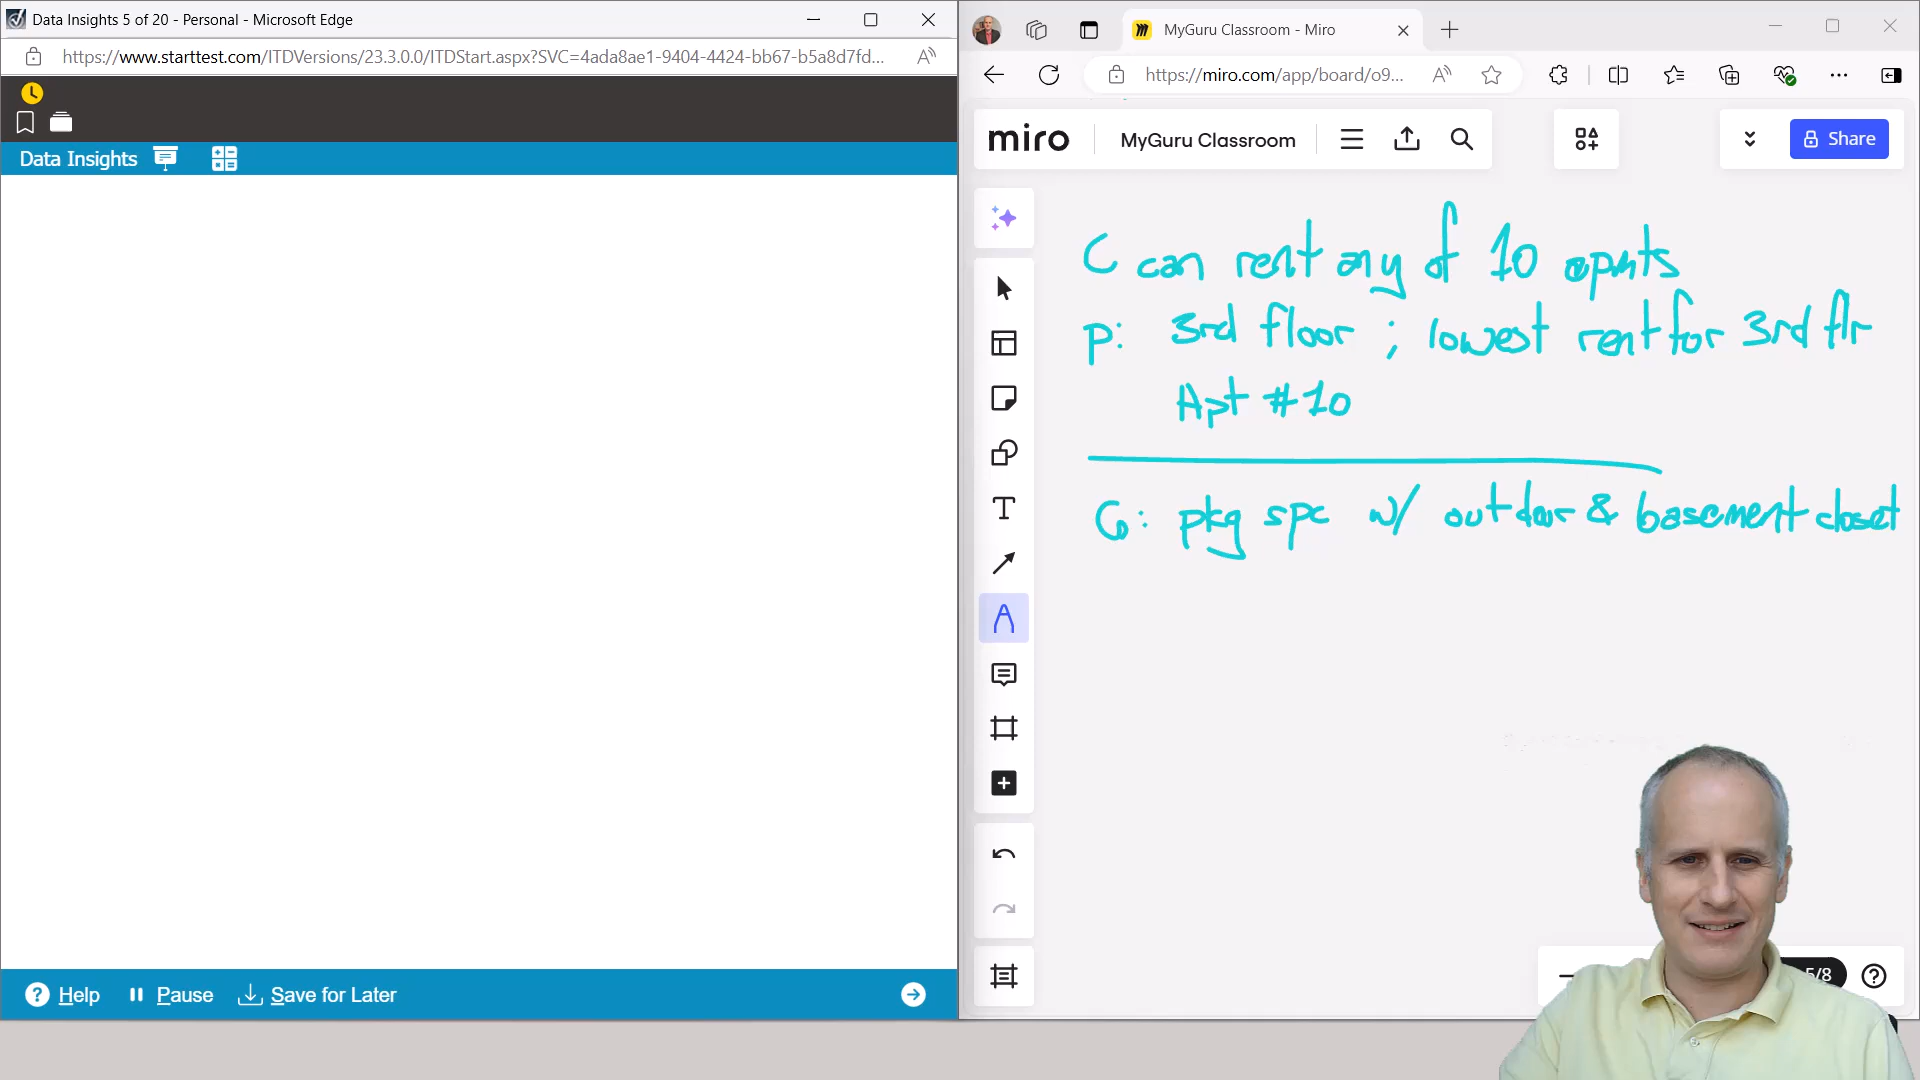 Data Insights 5 of 20 - Personal - Microsoft Edge
https://www.starttest.com/ITDVersions/23.3.0.0/ITDStart.aspx?SVC=4ada8ae1-9404-4424-bb67-b5a8d7fd...
Data Insights
Help
Pause
Save for Later
MyGuru Classroom - Miro
https://miro.com/app/board/o9...
miro
MyGuru Classroom
Share
C can rent any of 10 apmts
P: 3rd floor ; lowest rent for 3rd flr
Apt #10
G: pkg spc w/ outdoor & basement closet
5/8